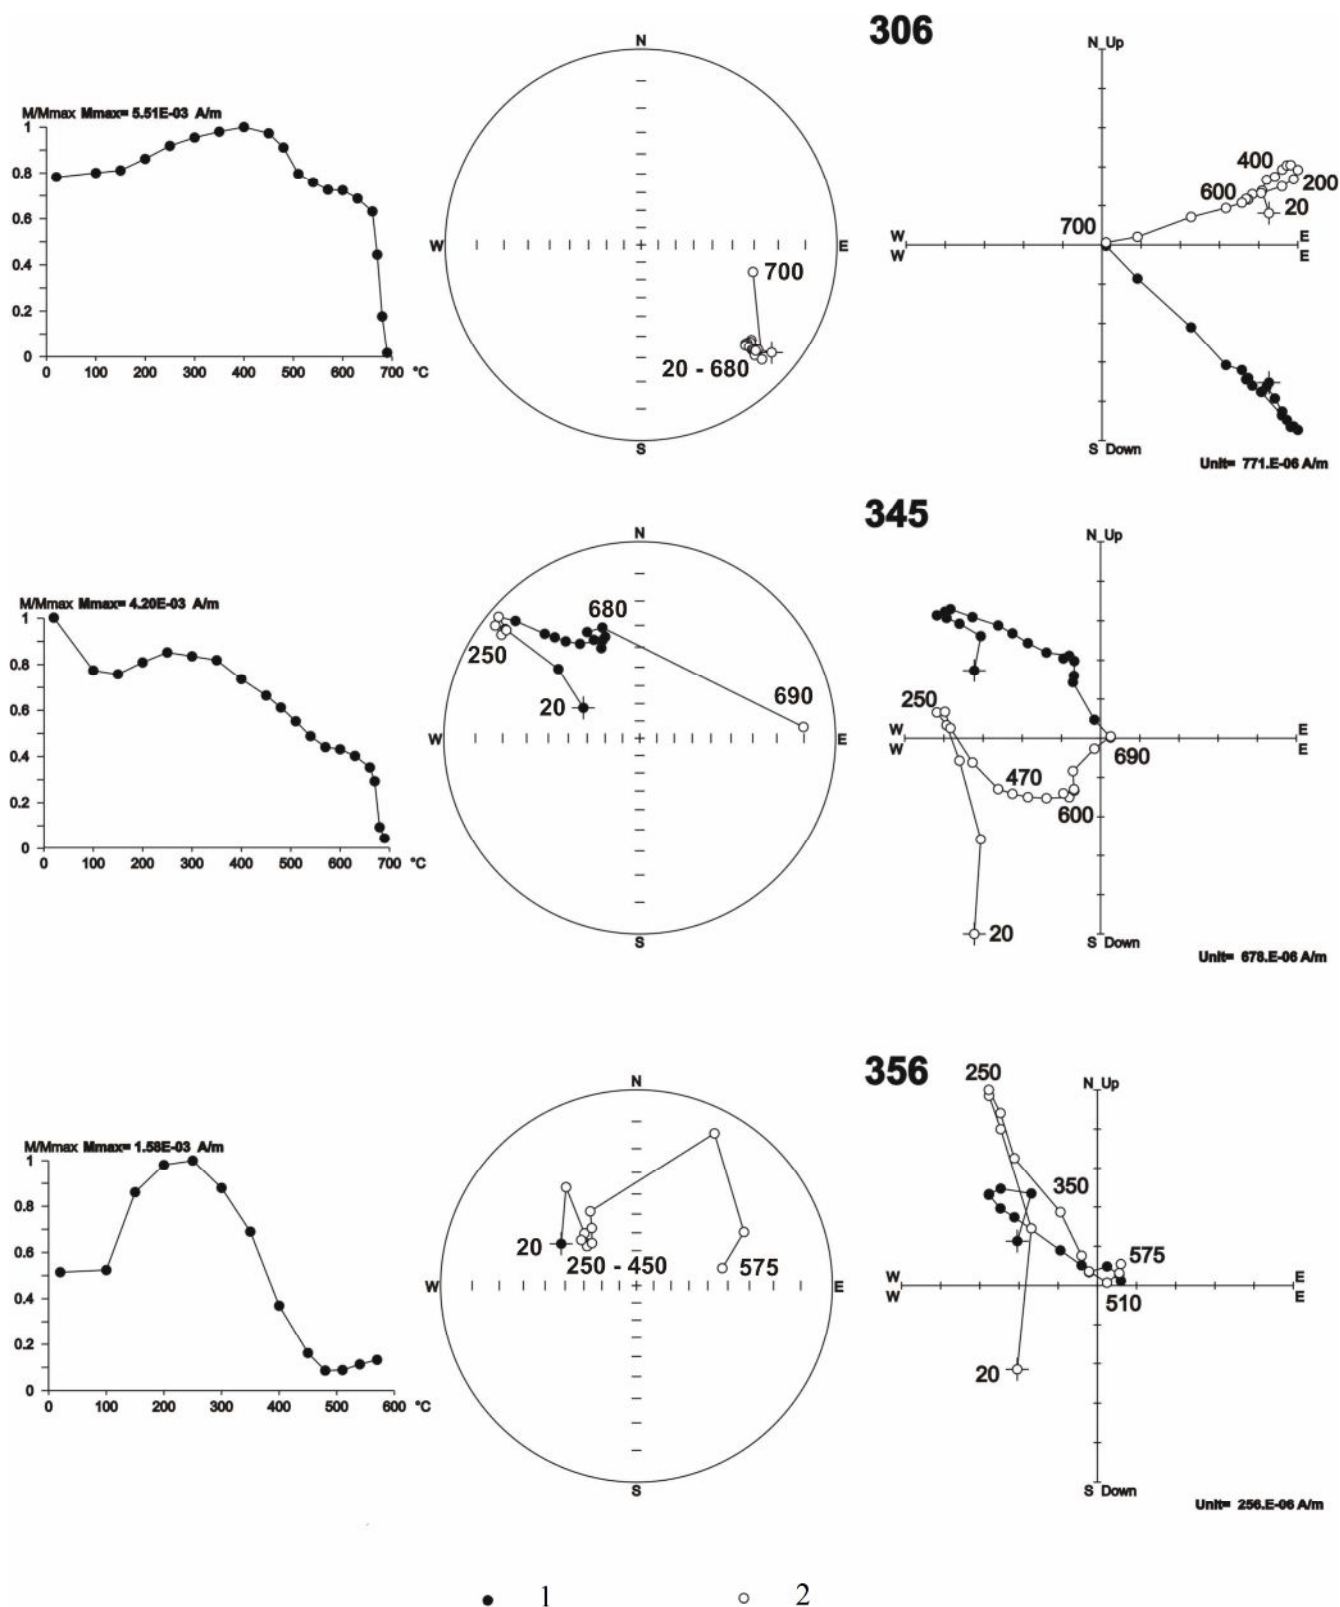 306
M/Mmax Mmax= 5.51E-03 A/m
1
0.8
0.6
0.4
0.2
0
0 100 200 300 400 500 600 700 °C
N
W E
S
700
20 - 680
N Up
W E
W E
S Down
400
200
600
20
700
Unit= 771.E-06 A/m
345
M/Mmax Mmax= 4.20E-03 A/m
1
0.8
0.6
0.4
0.2
0
0 100 200 300 400 500 600 700 °C
N
W E
S
680
250
20
690
N Up
W E
W E
S Down
250
690
470
600
20
Unit= 678.E-06 A/m
356
M/Mmax Mmax= 1.58E-03 A/m
1
0.8
0.6
0.4
0.2
0
0 100 200 300 400 500 600 °C
N
W E
S
20
250 - 450
575
N Up
W E
W E
S Down
250
350
575
510
20
Unit= 256.E-06 A/m
1 2